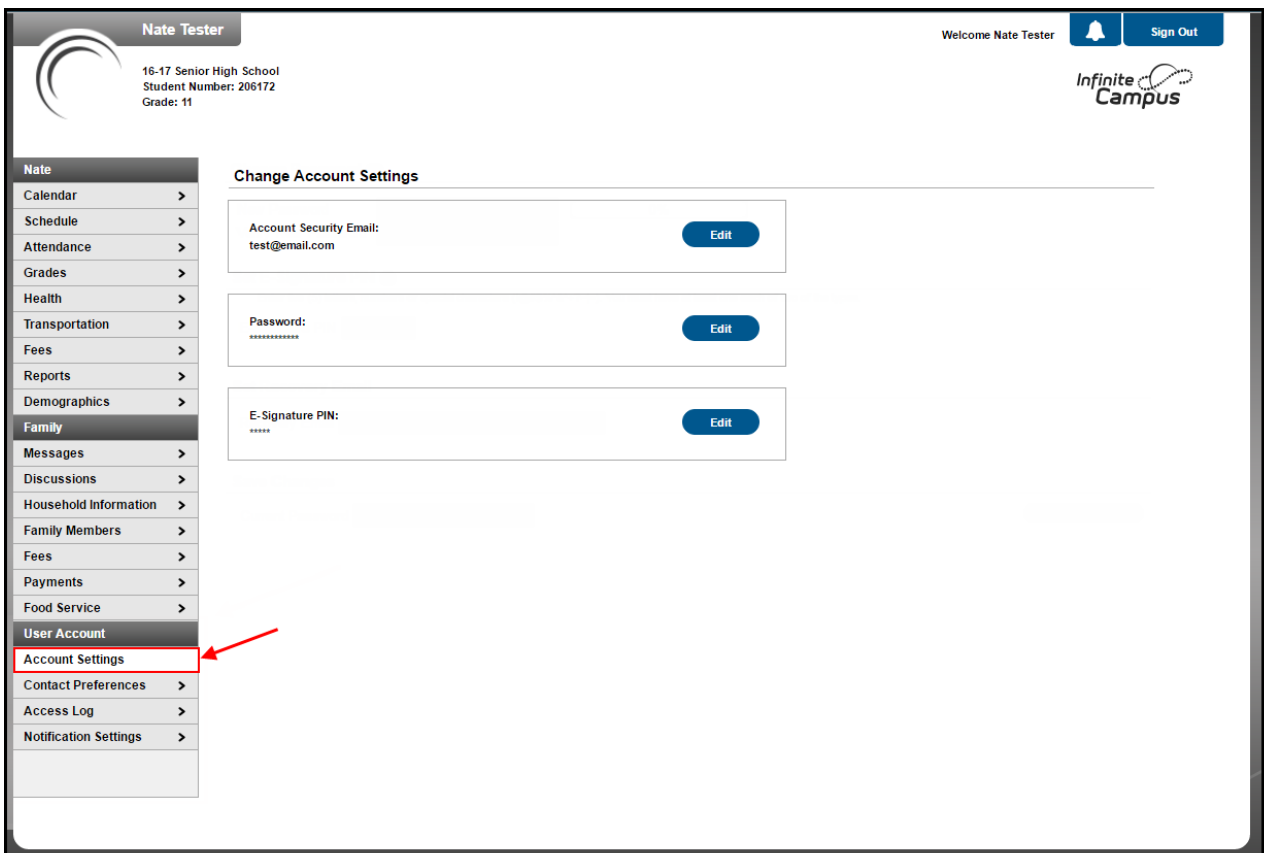 Nate Tester
Welcome Nate Tester
Sign Out
16-17 Senior High School
Student Number: 206172
Grade: 11
Infinite
Campus
Nate
Calendar
Schedule
Attendance
Grades
Health
Transportation
Fees
Reports
Demographics
Family
Messages
Discussions
Household Information
Family Members
Fees
Payments
Food Service
User Account
Account Settings
Contact Preferences
Access Log
Notification Settings
Change Account Settings
Account Security Email:
test@email.com
Edit
Password:
************
Edit
E-Signature PIN:
*****
Edit